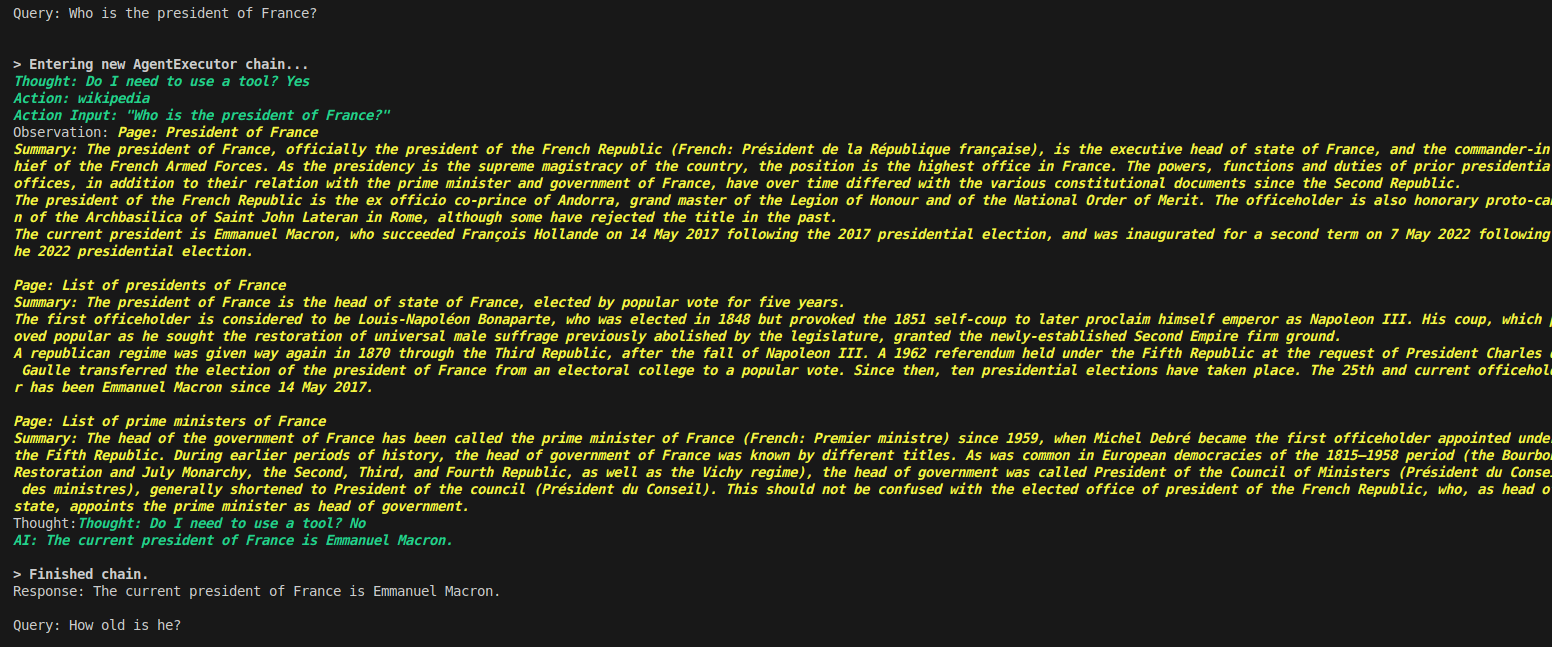 Query: Who is the president of France?
> Entering new AgentExecutor chain...
Thought: Do I need to use a tool? Yes
Action: wikipedia
Action Input: "Who is the president of France?"
Observation: Page: President of France
Summary: The president of France, officially the president of the French Republic (French: Président de la République française), is the executive head of state of France, and the commander-in
hief of the French Armed Forces. As the presidency is the supreme magistracy of the country, the position is the highest office in France. The powers, functions and duties of prior presidentia
offices, in addition to their relation with the prime minister and government of France, have over time differed with the various constitutional documents since the Second Republic.
The president of the French Republic is the ex officio co-prince of Andorra, grand master of the Legion of Honour and of the National Order of Merit. The officeholder is also honorary proto-ca
n of the Archbasilica of Saint John Lateran in Rome, although some have rejected the title in the past.
The current president is Emmanuel Macron, who succeeded François Hollande on 14 May 2017 following the 2017 presidential election, and was inaugurated for a second term on 7 May 2022 following
he 2022 presidential election.
Page: List of presidents of France
Summary: The president of France is the head of state of France, elected by popular vote for five years.
The first officeholder is considered to be Louis-Napoléon Bonaparte, who was elected in 1848 but provoked the 1851 self-coup to later proclaim himself emperor as Napoleon III. His coup, which
oved popular as he sought the restoration of universal male suffrage previously abolished by the legislature, granted the newly-established Second Empire firm ground.
A republican regime was given way again in 1870 through the Third Republic, after the fall of Napoleon III. A 1962 referendum held under the Fifth Republic at the request of President Charles
Gaulle transferred the election of the president of France from an electoral college to a popular vote. Since then, ten presidential elections have taken place. The 25th and current officehol
r has been Emmanuel Macron since 14 May 2017.
Page: List of prime ministers of France
Summary: The head of the government of France has been called the prime minister of France (French: Premier ministre) since 1959, when Michel Debré became the first officeholder appointed unde
the Fifth Republic. During earlier periods of history, the head of government of France was known by different titles. As was common in European democracies of the 1815–1958 period (the Bourbo
Restoration and July Monarchy, the Second, Third, and Fourth Republic, as well as the Vichy regime), the head of government was called President of the Council of Ministers (Président du Consei
des ministres), generally shortened to President of the council (Président du Conseil). This should not be confused with the elected office of president of the French Republic, who, as head o
state, appoints the prime minister as head of government.
Thought:Thought: Do I need to use a tool? No
AI: The current president of France is Emmanuel Macron.
> Finished chain.
Response: The current president of France is Emmanuel Macron.
Query: How old is he?